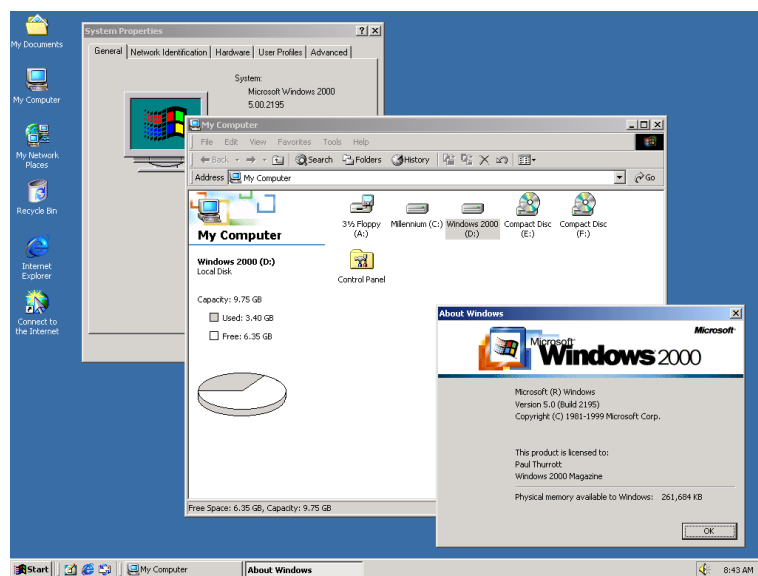 My Documents
My Computer
My Network
Places
Recycle Bin
Internet
Explorer
Connect to
the Internet
System Properties
General
Network Identification
Hardware
User Profiles
Advanced
System:
Microsoft Windows 2000
5.00.2195
My Computer
File Edit View Favorites Tools Help
Back Search Folders History
Address My Computer Go
My Computer
Windows 2000 (D:)
Local Disk
Capacity: 9.75 GB
Used: 3.40 GB
Free: 6.35 GB
3½ Floppy
(A:)
Millennium (C:)
Windows 2000
(D:)
Compact Disc
(E:)
Compact Disc
(F:)
Control Panel
Free Space: 6.35 GB, Capacity: 9.75 GB
About Windows
Microsoft
Microsoft
Windows 2000
Microsoft (R) Windows
Version 5.0 (Build 2195)
Copyright (C) 1981-1999 Microsoft Corp.
This product is licensed to:
Paul Thurrott
Windows 2000 Magazine
Physical memory available to Windows: 261,684 KB
OK
Start My Computer About Windows 8:43 AM